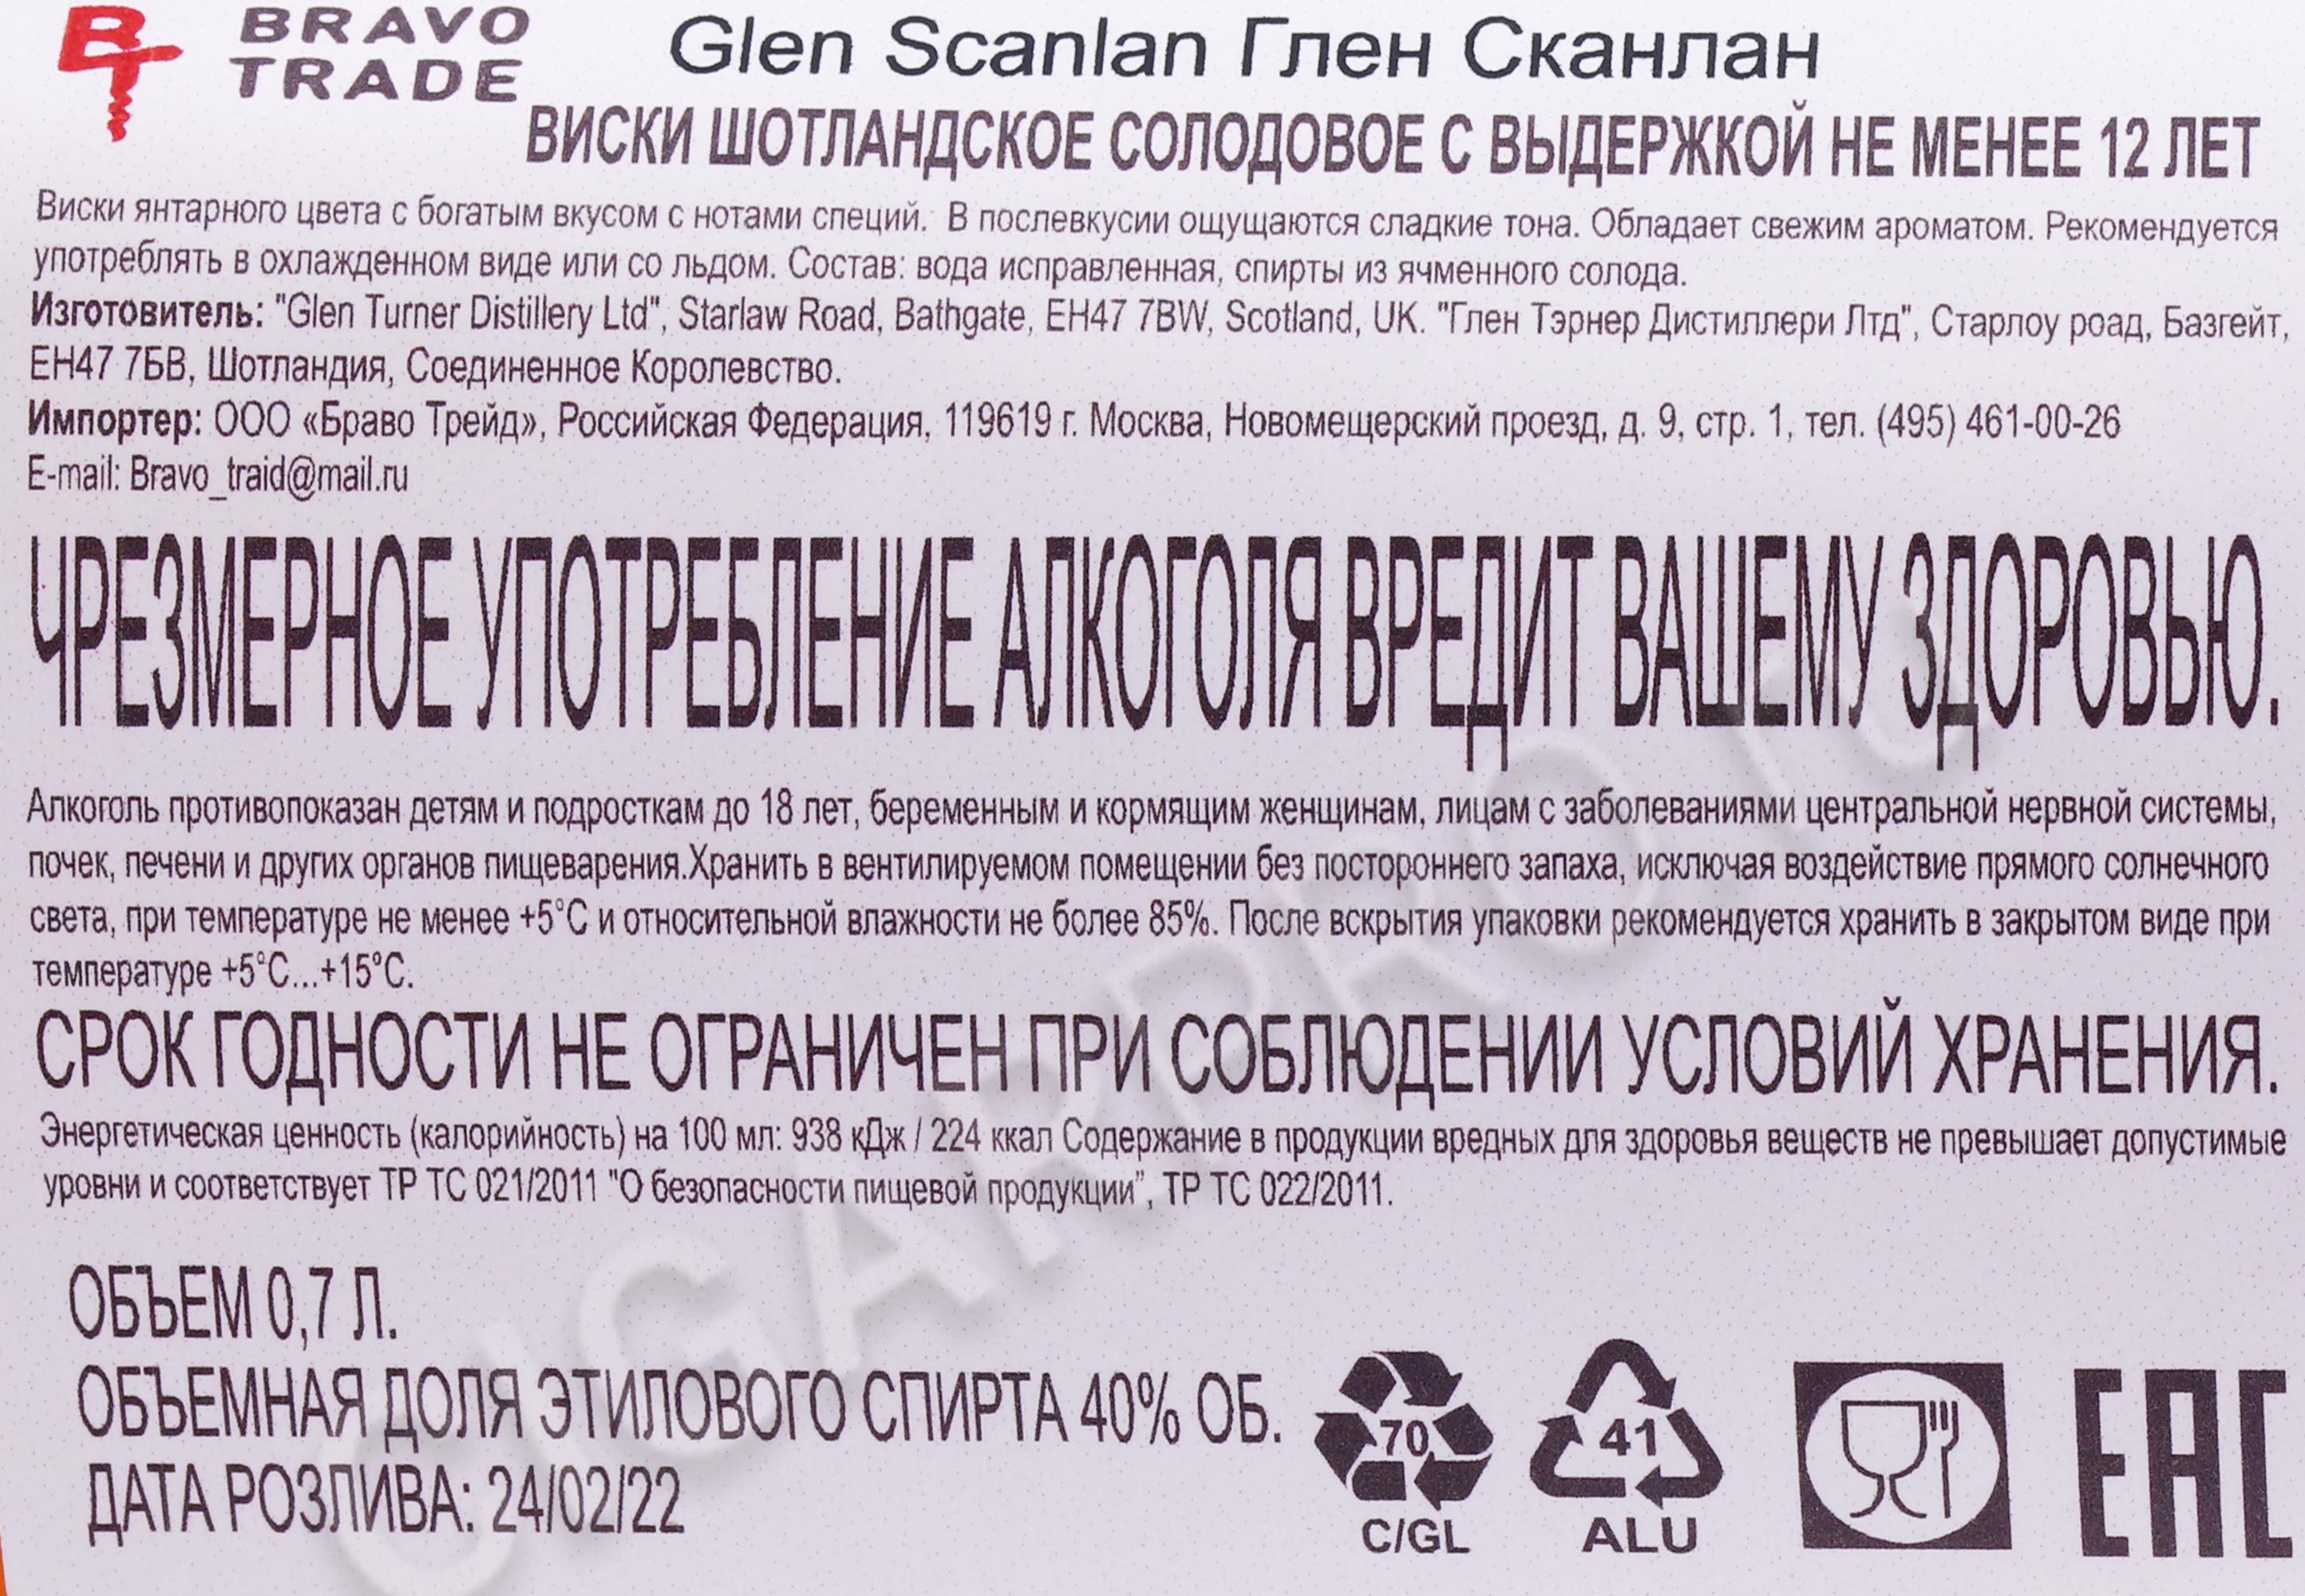 BRAVO
TRADE
Glen Scanlan Глен Сканлан
ВИСКИ ШОТЛАНДСКОЕ СОЛОДОВОЕ С ВЫДЕРЖКОЙ НЕ МЕНЕЕ 12 ЛЕТ
Виски янтарного цвета с богатым вкусом с нотами специй. В послевкусии ощущаются сладкие тона. Обладает свежим ароматом. Рекомендуется
употреблять в охлажденном виде или со льдом. Состав: вода исправленная, спирты из ячменного солода.
Изготовитель: "Glen Turner Distillery Ltd", Starlaw Road, Bathgate, EH47 7BW, Scotland, UK. "Глен Тэрнер Дистиллери Лтд", Старлоу роад, Базгейт,
ЕН47 7БВ, Шотландия, Соединенное Королевство.
Импортер: ООО «Браво Трейд», Российская Федерация, 119619 г. Москва, Новомещерский проезд, д. 9, стр. 1, тел. (495) 461-00-26
E-mail: Bravo_traid@mail.ru
ЧРЕЗМЕРНОЕ УПОТРЕБЛЕНИЕ АЛКОГОЛЯ ВРЕДИТ ВАШЕМУ ЗДОРОВЬЮ.
Алкоголь противопоказан детям и подросткам до 18 лет, беременным и кормящим женщинам, лицам с заболеваниями центральной нервной системы,
почек, печени и других органов пищеварения.Хранить в вентилируемом помещении без постороннего запаха, исключая воздействие прямого солнечного
света, при температуре не менее +5°С и относительной влажности не более 85%. После вскрытия упаковки рекомендуется хранить в закрытом виде при
температуре +5°С...+15°С.
СРОК ГОДНОСТИ НЕ ОГРАНИЧЕН ПРИ СОБЛЮДЕНИИ УСЛОВИЙ ХРАНЕНИЯ.
Энергетическая ценность (калорийность) на 100 мл: 938 кДж / 224 ккал Содержание в продукции вредных для здоровья веществ не превышает допустимые
уровни и соответствует ТР ТС 021/2011 "О безопасности пищевой продукции", ТР ТС 022/2011.
ОБЪЕМ 0,7 Л.
ОБЪЕМНАЯ ДОЛЯ ЭТИЛОВОГО СПИРТА 40% ОБ.
ДАТА РОЗЛИВА: 24/02/22
70
C/GL
41
ALU
EAC
CIGARPRO.RU